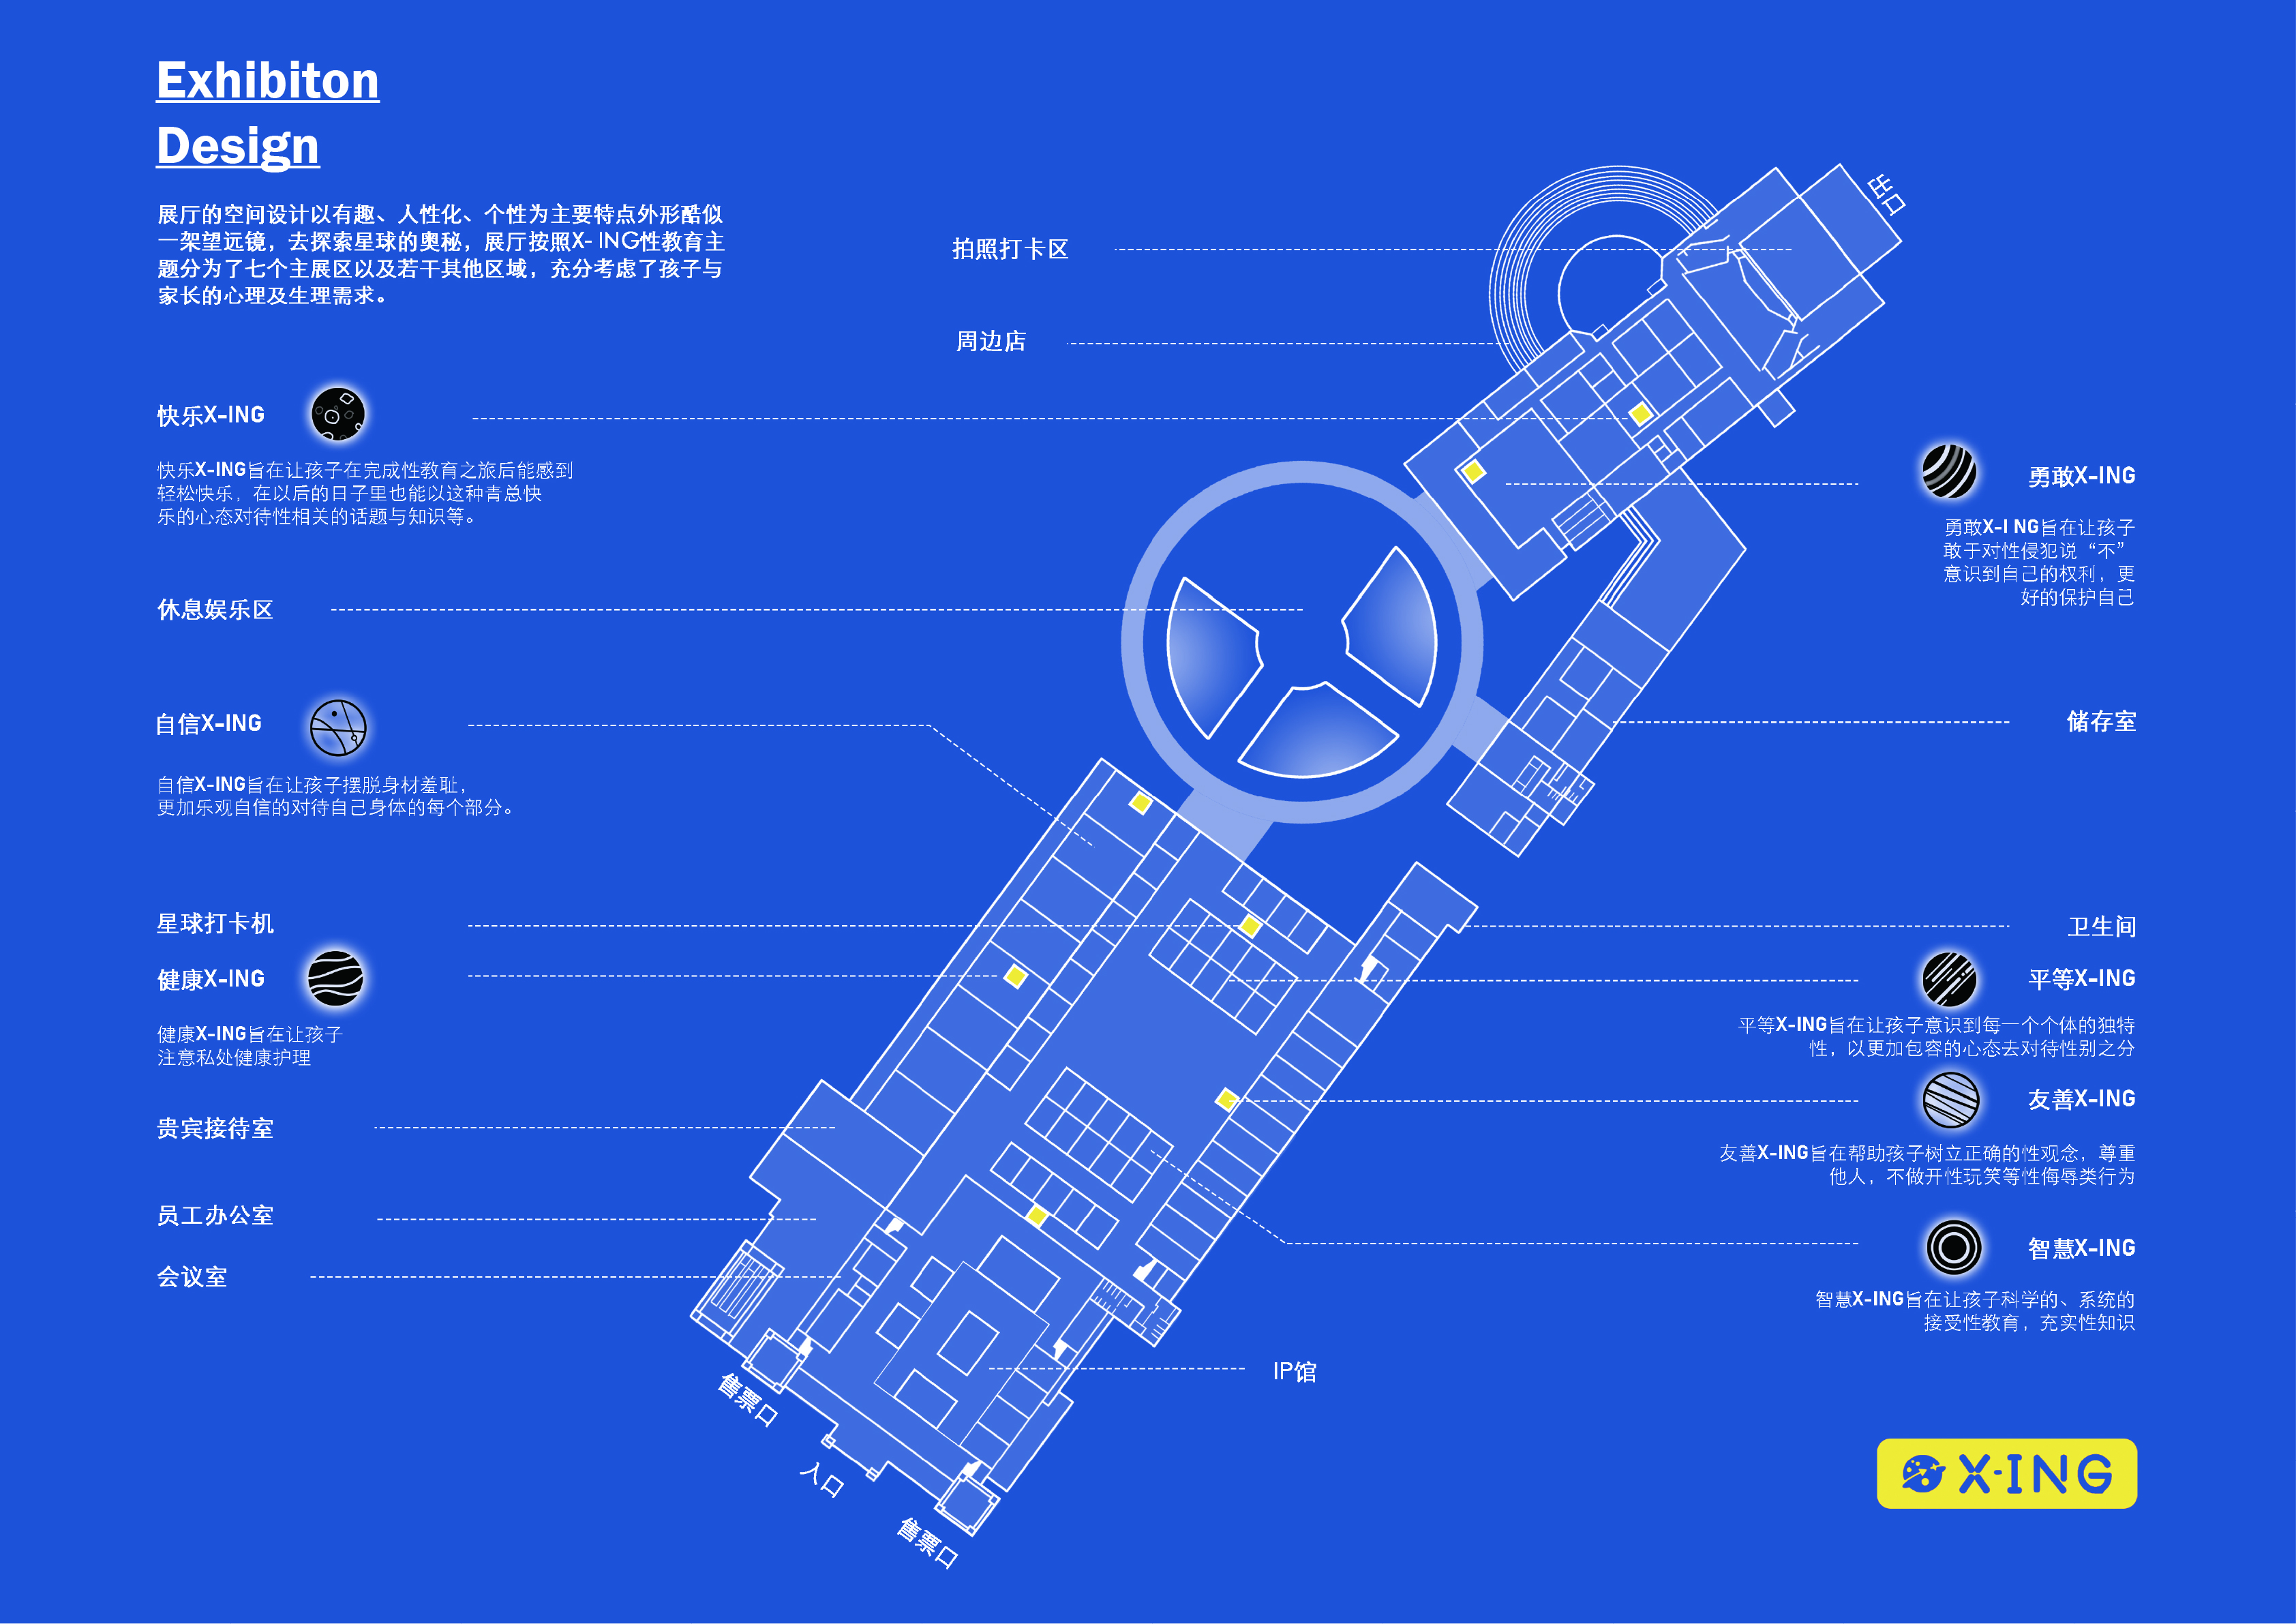 Exhibiton
Design
展厅的空间设计以有趣、人性化、个性为主要特点外形酷似
一架望远镜，去探索星球的奥秘，展厅按照X- ING性教育主
题分为了七个主展区以及若干其他区域，充分考虑了孩子与
家长的心理及生理需求。
快乐X-ING
快乐X-ING旨在让孩子在完成性教育之旅后能感到
轻松快乐，在以后的日子里也能以这种青总快
乐的心态对待性相关的话题与知识等。
休息娱乐区
自信X-ING
自信X-ING旨在让孩子摆脱身材羞耻，
更加乐观自信的对待自己身体的每个部分。
星球打卡机
健康X-ING
健康X-ING旨在让孩子
注意私处健康护理
贵宾接待室
员工办公室
会议室
拍照打卡区
周边店
出口
勇敢X-ING
勇敢X-I NG旨在让孩子
敢于对性侵犯说“不”
意识到自己的权利，更
好的保护自己
储存室
卫生间
平等X-ING
平等X-ING旨在让孩子意识到每一个个体的独特
性，以更加包容的心态去对待性别之分
友善X-ING
友善X-ING旨在帮助孩子树立正确的性观念，尊重
他人，不做开性玩笑等性侮辱类行为
智慧X-ING
智慧X-ING旨在让孩子科学的、系统的
接受性教育，充实性知识
IP馆
售票口
入口
售票口
X-ING